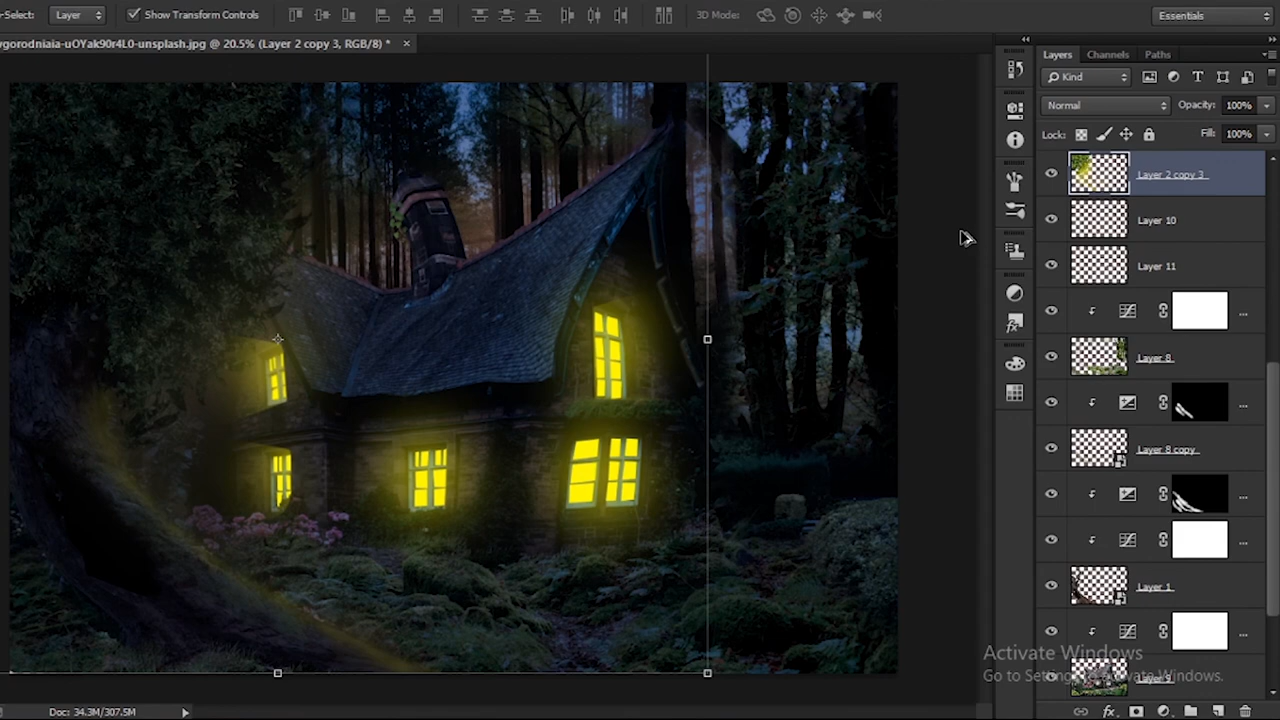 -Select: Layer Show Transform Controls 3D Mode: Essentials
ygorodniaia-uOYak90r4L0-unsplash.jpg @ 20.5% (Layer 2 copy 3, RGB/8) * ×
Layers Channels Paths
Kind
Normal Opacity: 100%
Lock: Fill: 100%
Layer 2 copy 3
Layer 10
Layer 11
Layer 8
Layer 8 copy
Layer 1
Activate Windows
Go to Settings to Activate Windows.
Doc: 34.3M/307.5M